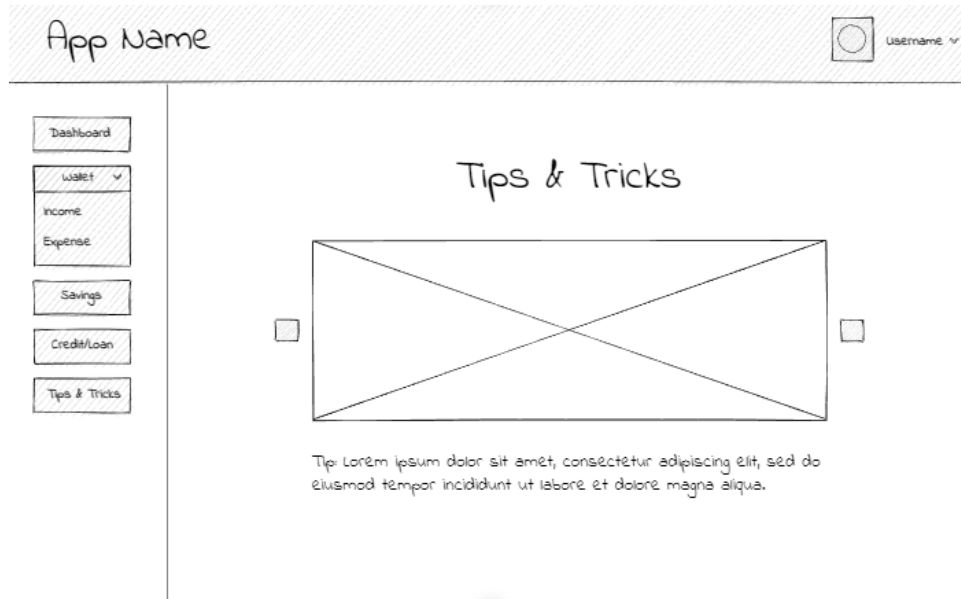 App Name
Username
Dashboard
Wallet
Income
Expense
Savings
Credit/Loan
Tips & Tricks
Tips & Tricks
Tip: Lorem ipsum dolor sit amet, consectetur adipiscing elit, sed do
eiusmod tempor incididunt ut labore et dolore magna aliqua.